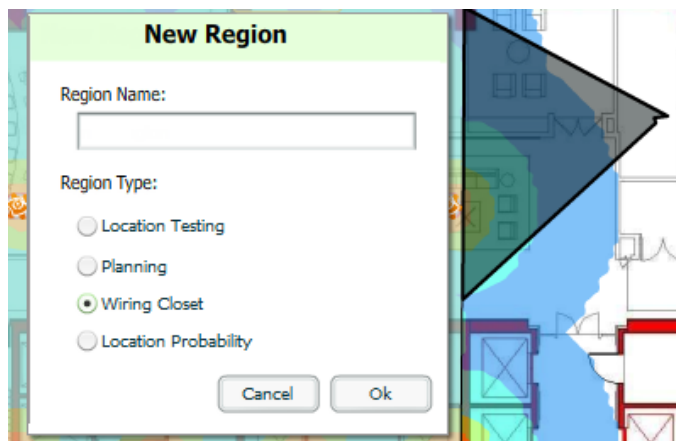 New Region
Region Name:
Region Type:
Location Testing
Planning
Wiring Closet
Location Probability
Cancel Ok